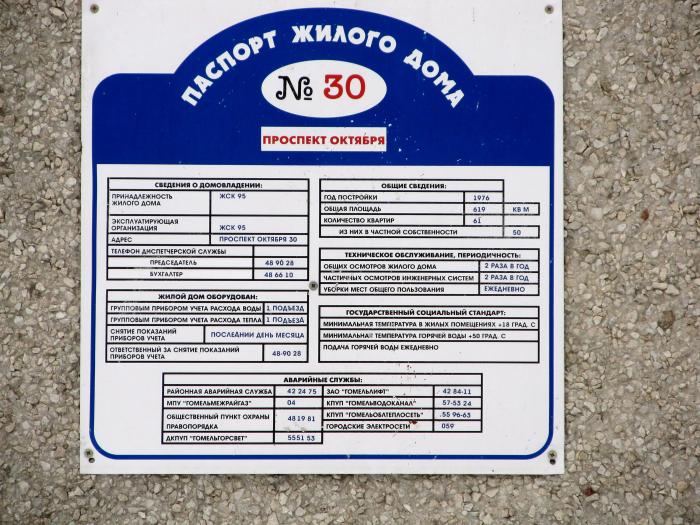 ПАСПОРТ ЖИЛОГО ДОМА
№ 30
ПРОСПЕКТ ОКТЯБРЯ
СВЕДЕНИЯ О ДОМОВЛАДЕНИИ:
ПРИНАДЛЕЖНОСТЬ ЖСК 95
ЖИЛОГО ДОМА
ЭКСПЛУАТИРУЮЩАЯ
ОРГАНИЗАЦИЯ ЖСК 95
АДРЕС ПРОСПЕКТ ОКТЯБРЯ 30
ТЕЛЕФОН ДИСПЕТЧЕРСКОЙ СЛУЖБЫ
ПРЕДСЕДАТЕЛЬ 48 90 28
БУХГАЛТЕР 48 66 10
ЖИЛОЙ ДОМ ОБОРУДОВАН:
ГРУППОВЫМ ПРИБОРОМ УЧЕТА РАСХОДА ВОДЫ 1 ПОДЪЕЗД
ГРУППОВЫМ ПРИБОРОМ УЧЕТА РАСХОДА ТЕПЛА 1 ПОДЪЕЗД
СНЯТИЕ ПОКАЗАНИЙ ПОСЛЕДНИЙ ДЕНЬ МЕСЯЦА
ПРИБОРОВ УЧЕТА
ОТВЕТСТВЕННЫЙ ЗА СНЯТИЕ ПОКАЗАНИЙ 48-90-28
ПРИБОРОВ УЧЕТА
ОБЩИЕ СВЕДЕНИЯ:
ГОД ПОСТРОЙКИ 1976
ОБЩАЯ ПЛОЩАДЬ 619 КВ М
КОЛИЧЕСТВО КВАРТИР 61
ИЗ НИХ В ЧАСТНОЙ СОБСТВЕННОСТИ 50
ТЕХНИЧЕСКОЕ ОБСЛУЖИВАНИЕ, ПЕРИОДИЧНОСТЬ:
ОБЩИХ ОСМОТРОВ ЖИЛОГО ДОМА 2 РАЗА В ГОД
ЧАСТИЧНЫХ ОСМОТРОВ ИНЖЕНЕРНЫХ СИСТЕМ 2 РАЗА В ГОД
УБОРКИ МЕСТ ОБЩЕГО ПОЛЬЗОВАНИЯ ЕЖЕДНЕВНО
ГОСУДАРСТВЕННЫЙ СОЦИАЛЬНЫЙ СТАНДАРТ:
МИНИМАЛЬНАЯ ТЕМПЕРАТУРА В ЖИЛЫХ ПОМЕЩЕНИЯХ +18 ГРАД. С
МИНИМАЛЬНАЯ ТЕМПЕРАТУРА ГОРЯЧЕЙ ВОДЫ +50 ГРАД. С
ПОДАЧА ГОРЯЧЕЙ ВОДЫ ЕЖЕДНЕВНО
АВАРИЙНЫЕ СЛУЖБЫ:
РАЙОННАЯ АВАРИЙНАЯ СЛУЖБА 42 24 75
МПУ "ГОМЕЛЬМЕЖРАЙГАЗ" 04
ОБЩЕСТВЕННЫЙ ПУНКТ ОХРАНЫ 48 19 81
ПРАВОПОРЯДКА
ДКПУП "ГОМЕЛЬГОРСВЕТ" 5551 53
ЗАО "ГОМЕЛЬЛИФТ" 42 84-11
КПУП "ГОМЕЛЬВОДОКАНАЛ" 57-53 24
КПУП "ГОМЕЛЬОБЛТЕПЛОСЕТЬ" 55 96-63
ГОРОДСКИЕ ЭЛЕКТРОСЕТИ 059